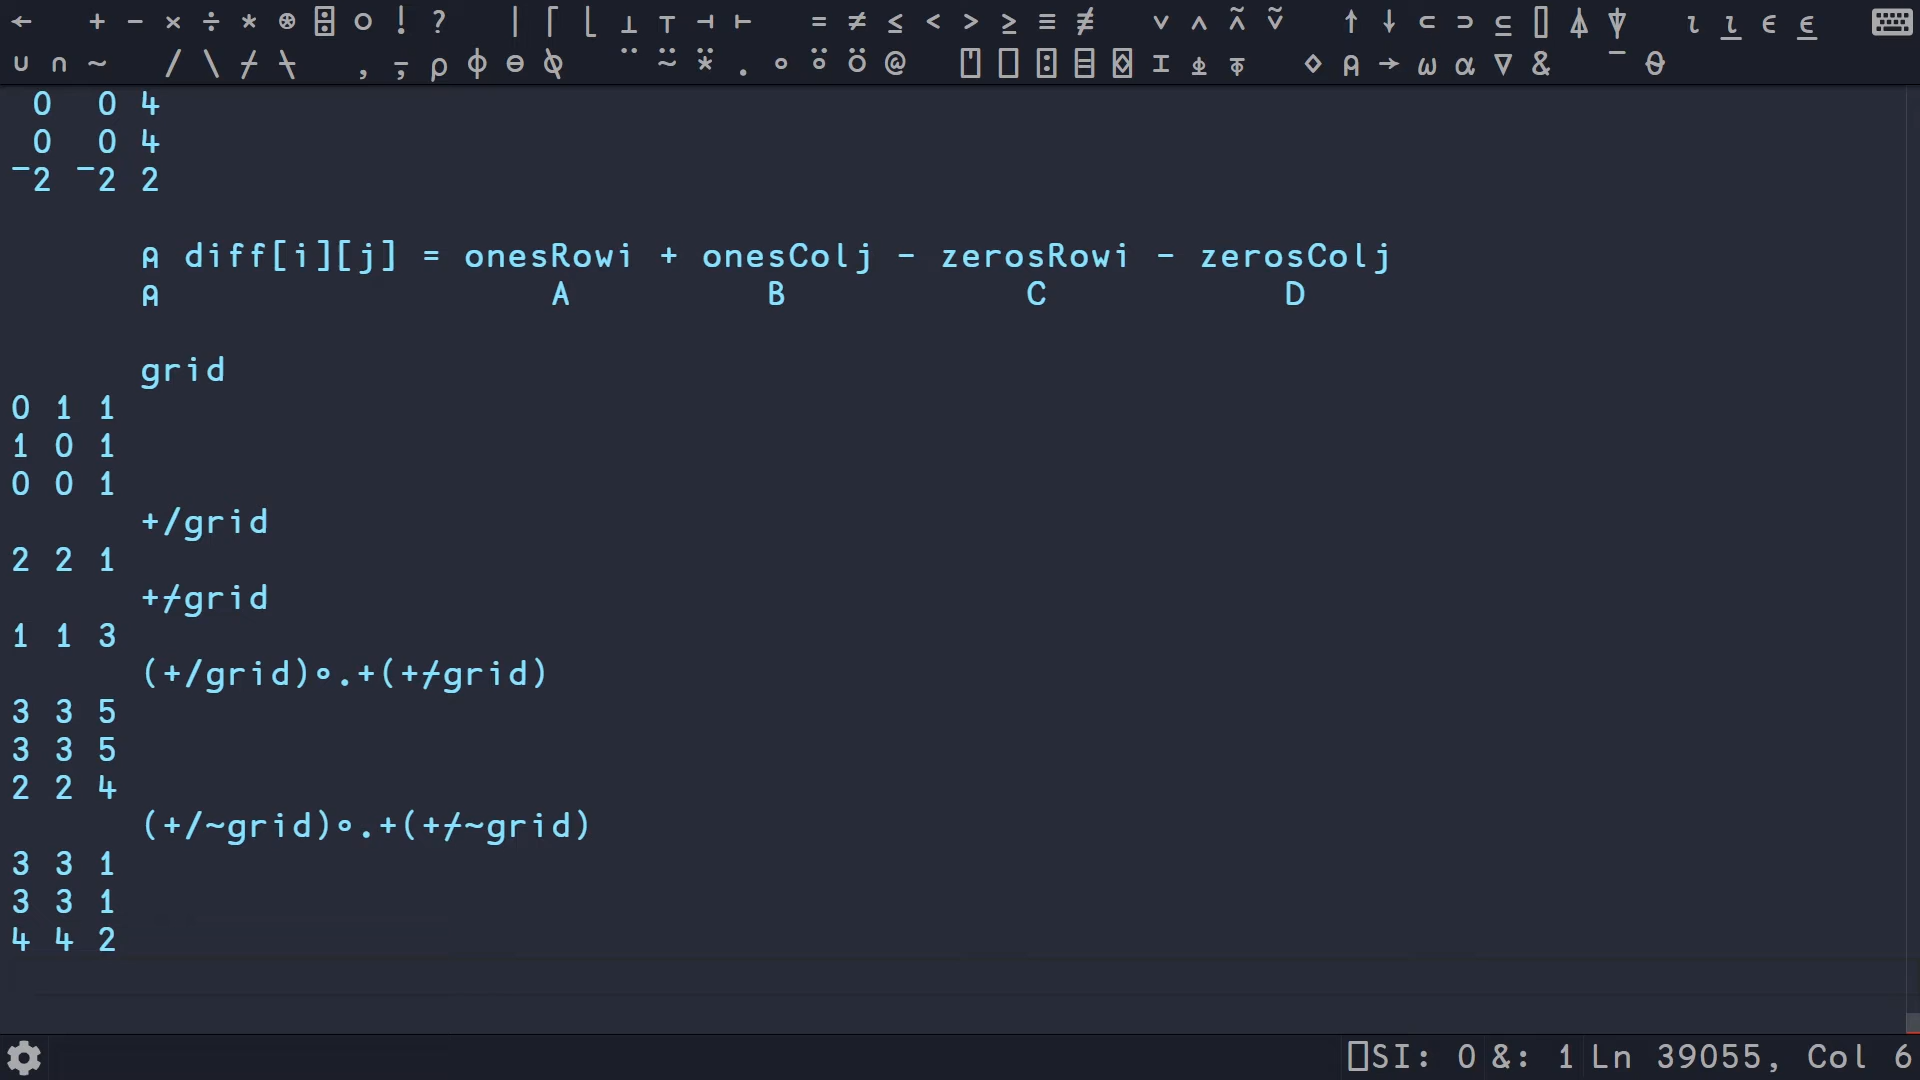 ← + - × ÷ * ⍟ ⌹ ○ ! ? | ⌈ ⌊ ⊥ ⊤ ⊣ ⊢ = ≠ ≤ < > ≥ ≡ ≢ ∨ ∧ ⍲ ⍱ ↑ ↓ ⊂ ⊃ ⊆ ⌷ ⍋ ⍒ ⍳ ⍸ ∊ ⍷
∪ ∩ ~ / \ ⌿ ⍀ , ⍪ ⍴ ⌽ ⊖ ⍉ ¨ ⍨ ⍣ . ∘ ⍤ ⍥ @ ⍞ ⎕ ⍠ ⌸ ⌺ ⌶ ⍎ ⍕ ⋄ ⍝ → ⍵ ⍺ ∇ & ¯ ⍬
0 0 4
0 0 4
¯2 ¯2 2
⍝ diff[i][j] = onesRowi + onesColj - zerosRowi - zerosColj
⍝ A B C D
grid
0 1 1
1 0 1
0 0 1
+/grid
2 2 1
+⌿grid
1 1 3
(+/grid)∘.+(+⌿grid)
3 3 5
3 3 5
2 2 4
(+/~grid)∘.+(+⌿~grid)
3 3 1
3 3 1
4 4 2
⎕SI: 0 &: 1 Ln 39055, Col 6